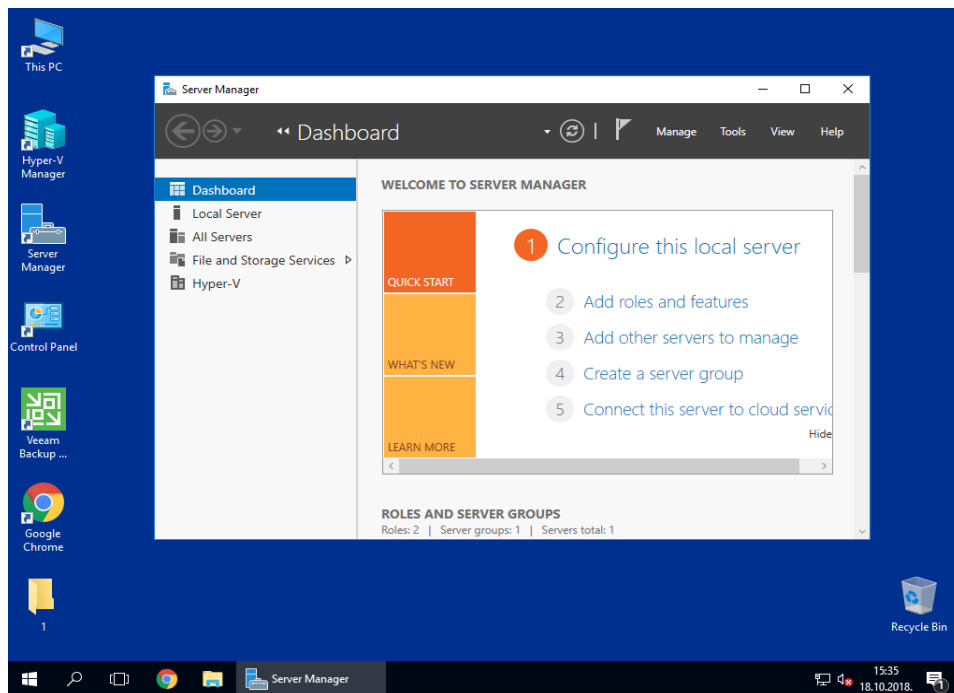 This PC
Hyper-V
Manager
Server
Manager
Control Panel
Veeam
Backup ...
Google
Chrome
1
Server Manager
Dashboard
Manage
Tools
View
Help
Dashboard
Local Server
All Servers
File and Storage Services
Hyper-V
WELCOME TO SERVER MANAGER
QUICK START
WHAT'S NEW
LEARN MORE
1 Configure this local server
2 Add roles and features
3 Add other servers to manage
4 Create a server group
5 Connect this server to cloud servic
Hide
ROLES AND SERVER GROUPS
Roles: 2 | Server groups: 1 | Servers total: 1
Recycle Bin
Server Manager
15:35
18.10.2018.
1